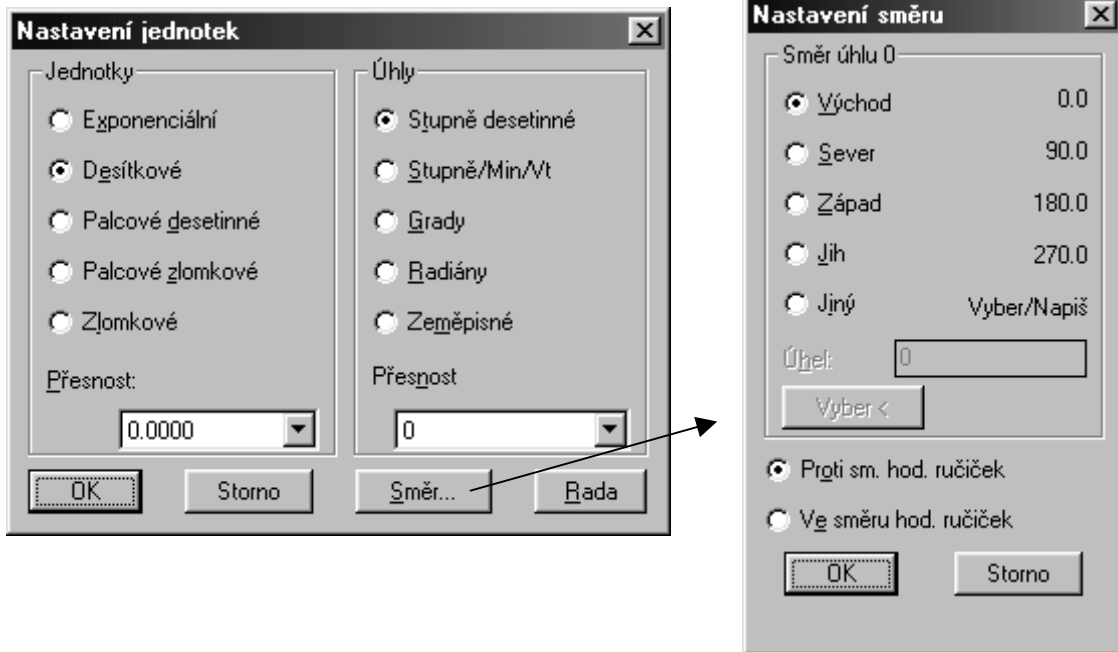 Nastavení jednotek
Jednotky
Exponenciální
Desítkové
Palcové desetinné
Palcové zlomkové
Zlomkové
Přesnost:
0.0000
Úhly
Stupně desetinné
Stupně/Min/Vt
Grady
Radiány
Zeměpisné
Přesnost
0
OK
Storno
Směr...
Rada
Nastavení směru
Směr úhlu 0
Východ 0.0
Sever 90.0
Západ 180.0
Jih 270.0
Jiný Vyber/Napiš
Úhel: 0
Vyber <
Proti sm. hod. ručiček
Ve směru hod. ručiček
OK
Storno